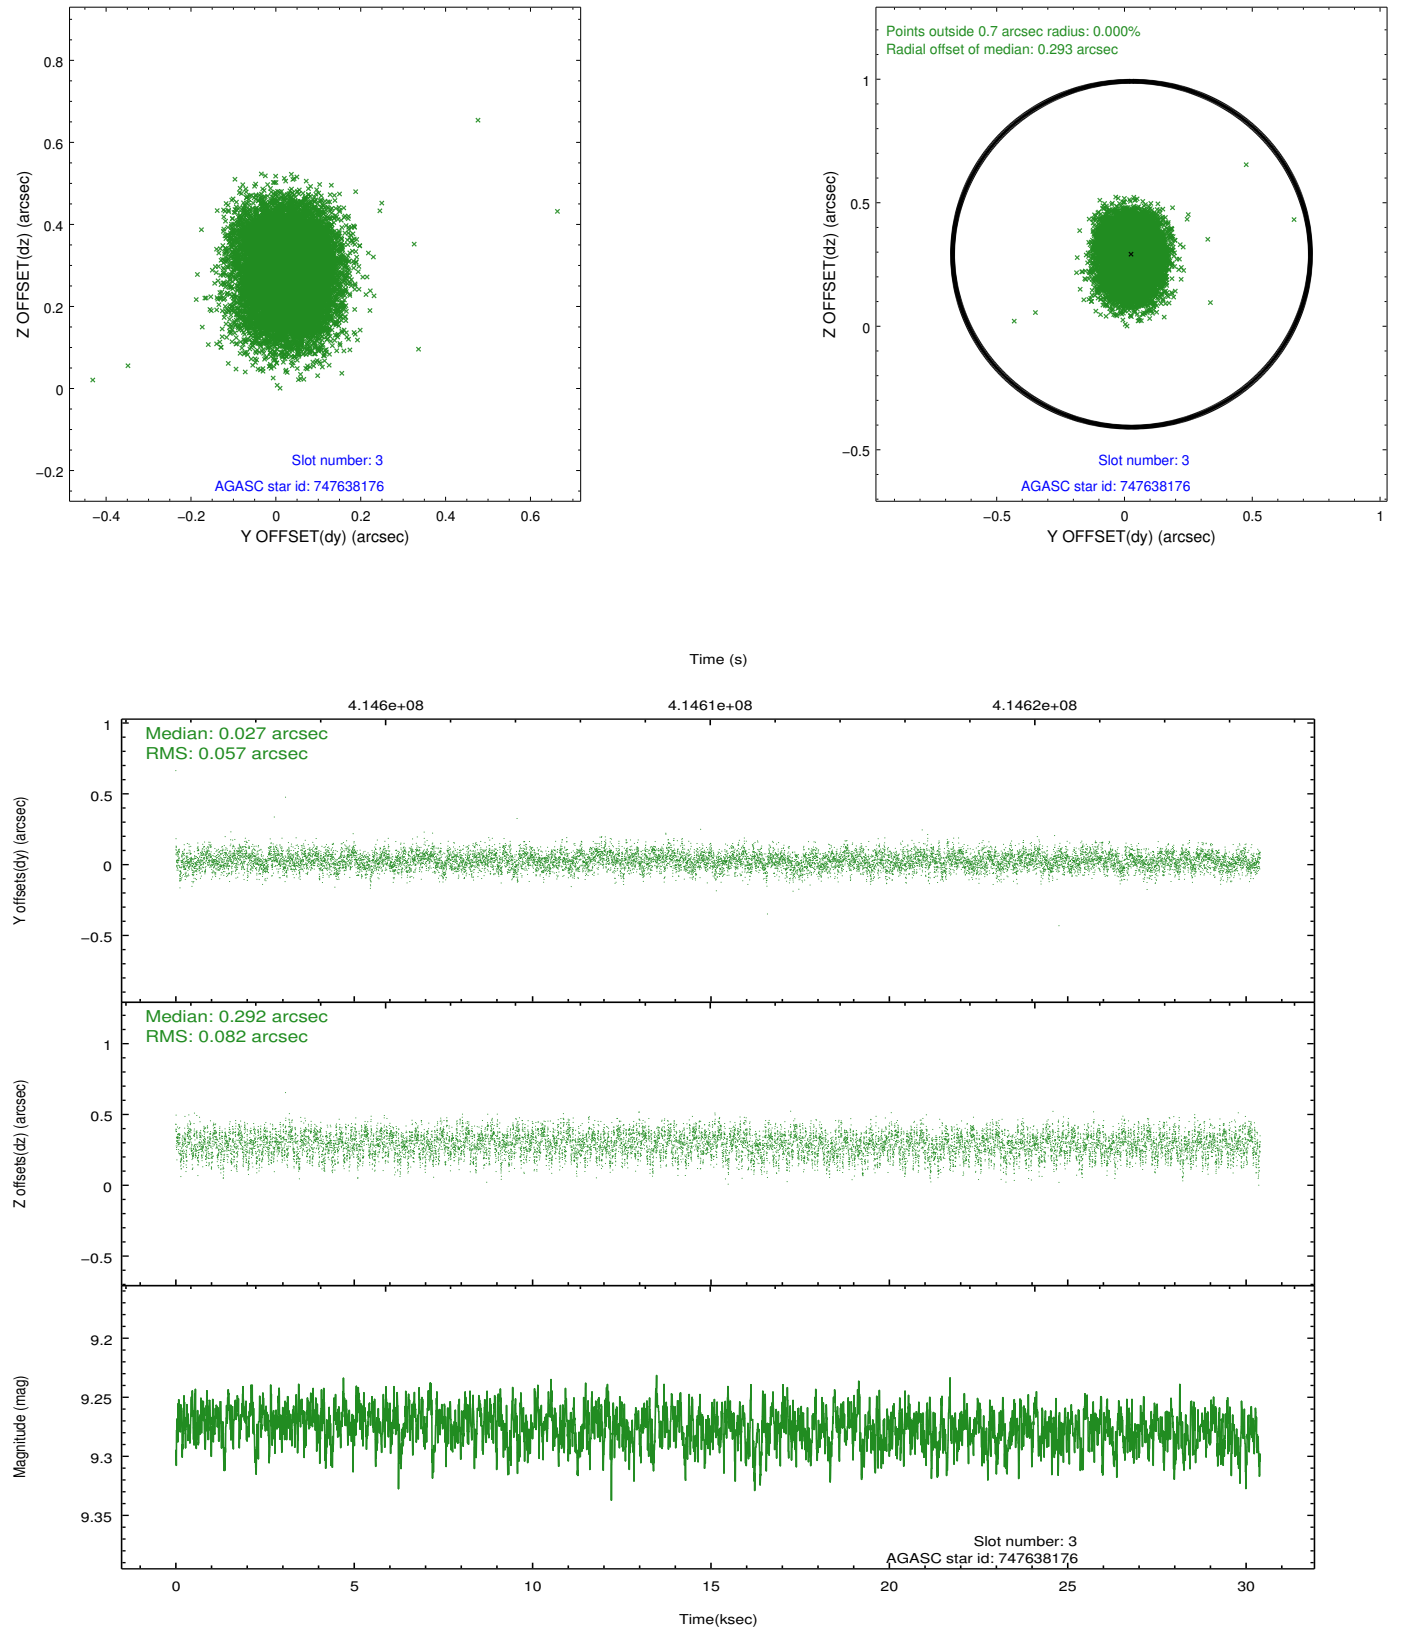 0.8
0.6
0.4
0.2
0
−0.2
Z OFFSET(dz) (arcsec)
Slot number: 3
AGASC star id: 747638176
−0.4 −0.2 0 0.2 0.4 0.6
Y OFFSET(dy) (arcsec)
Points outside 0.7 arcsec radius: 0.000%
Radial offset of median: 0.293 arcsec
1
0.5
0
−0.5
Z OFFSET(dz) (arcsec)
Slot number: 3
AGASC star id: 747638176
−0.5 0 0.5 1
Y OFFSET(dy) (arcsec)
Time (s)
4.146e+08 4.1461e+08 4.1462e+08
Median: 0.027 arcsec
RMS: 0.057 arcsec
1
0.5
0
−0.5
Y offsets(dy) (arcsec)
Median: 0.292 arcsec
RMS: 0.082 arcsec
1
0.5
0
−0.5
Z offsets(dz) (arcsec)
9.2
9.25
9.3
9.35
Magnitude (mag)
Slot number: 3
AGASC star id: 747638176
0 5 10 15 20 25 30
Time(ksec)